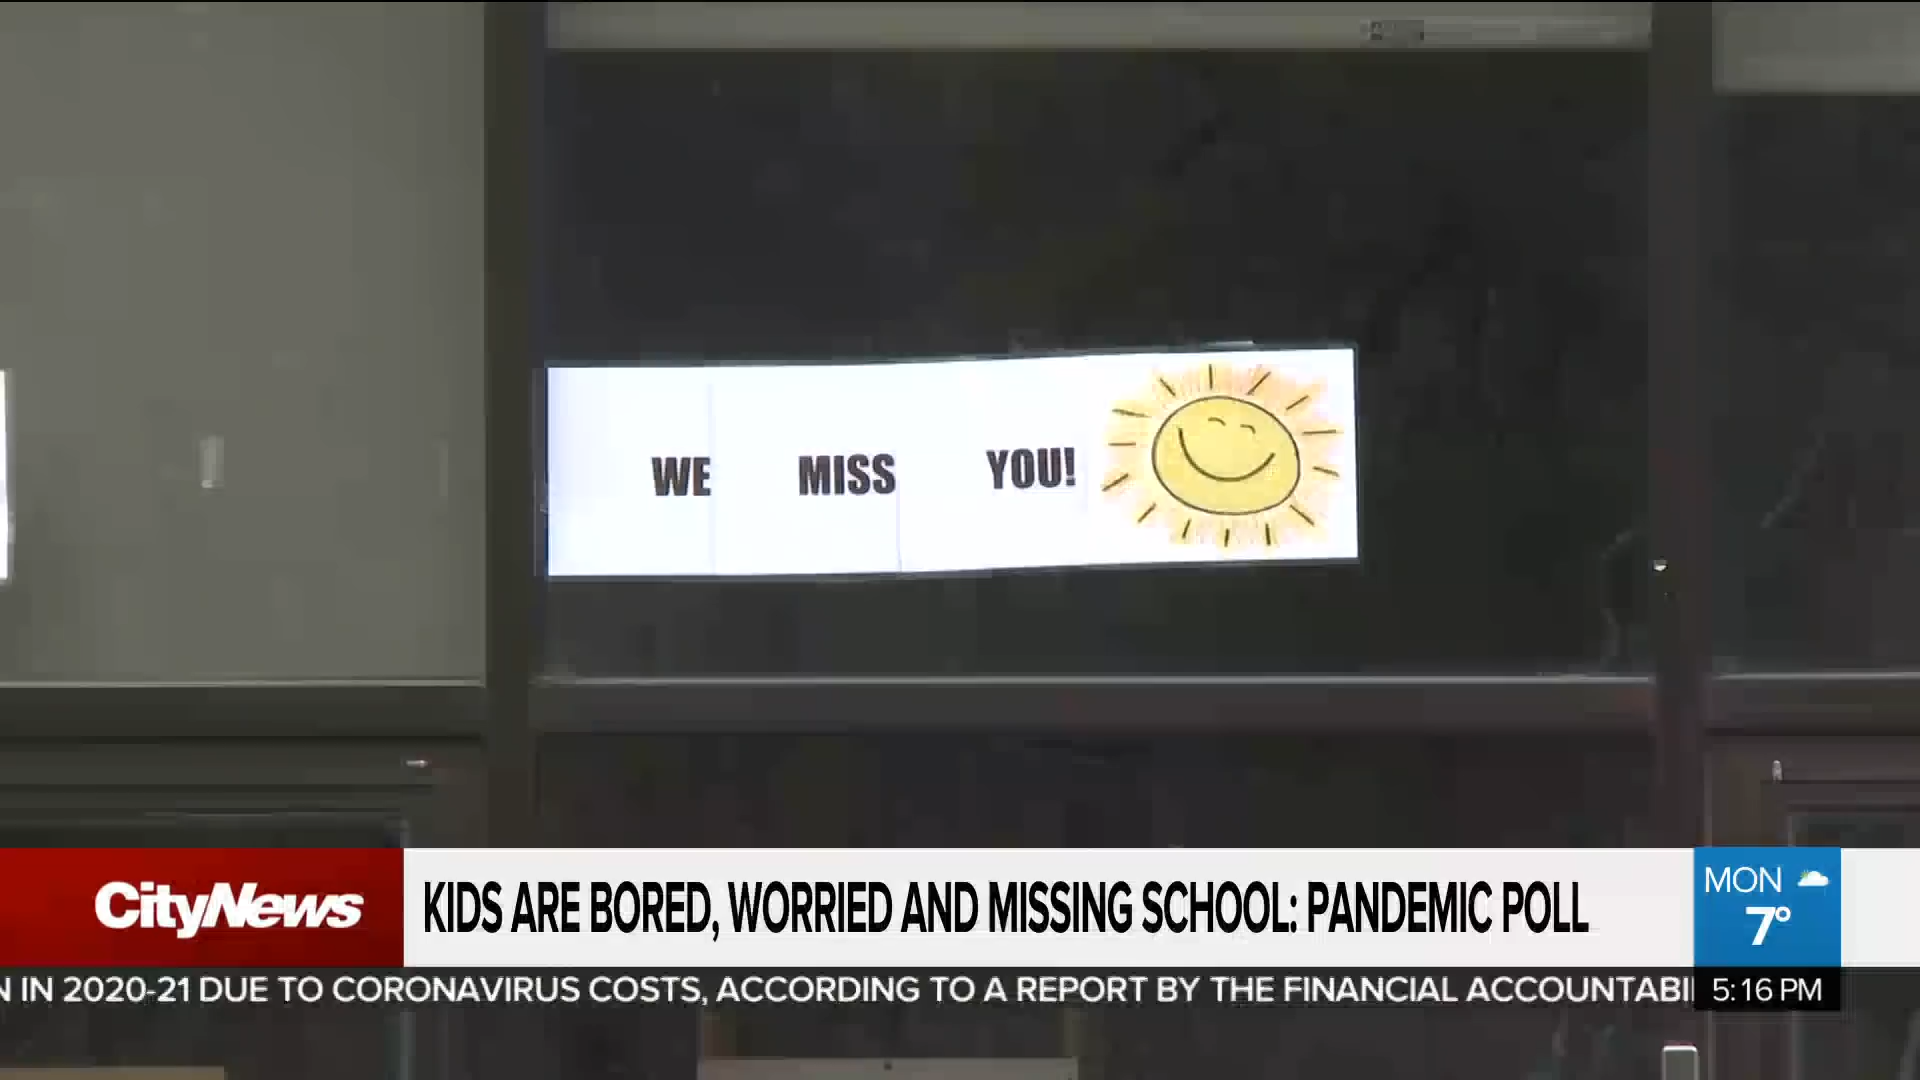 WE MISS YOU!
CityNews
KIDS ARE BORED, WORRIED AND MISSING SCHOOL: PANDEMIC POLL
MON
7°
IN 2020-21 DUE TO CORONAVIRUS COSTS, ACCORDING TO A REPORT BY THE FINANCIAL
5:16 PM